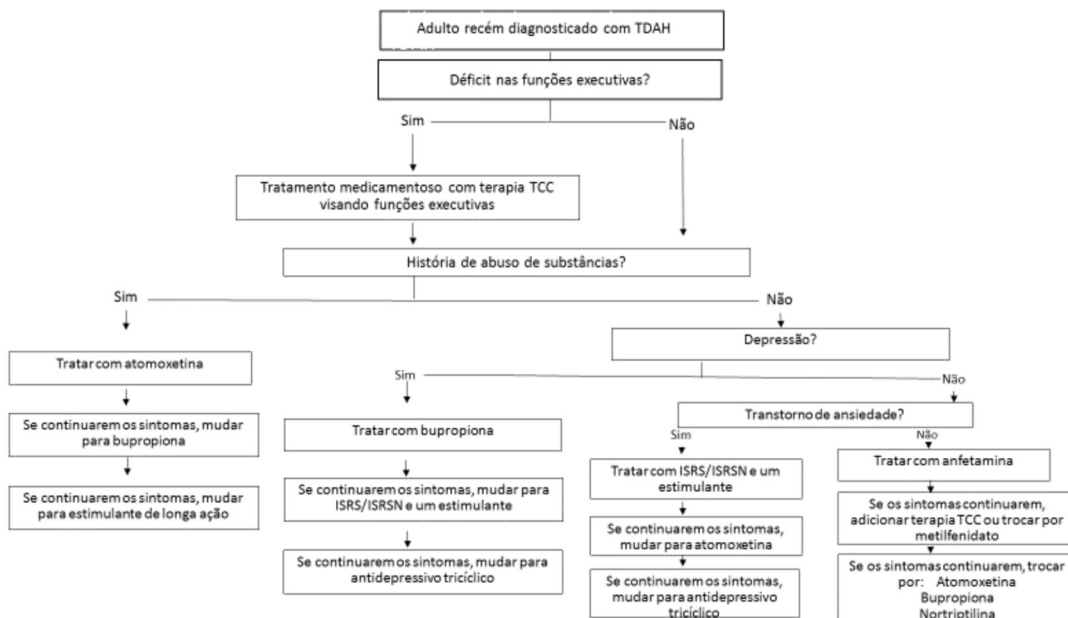 Adulto recém diagnosticado com TDAH
Déficit nas funções executivas?
Sim
Não
Tratamento medicamentoso com terapia TCC
visando funções executivas
História de abuso de substâncias?
Sim
Não
Depressão?
Tratar com atomoxetina
Sim
Não
Se continuarem os sintomas, mudar
para bupropiona
Tratar com bupropiona
Transtorno de ansiedade?
Sim
Não
Se continuarem os sintomas, mudar
para estimulante de longa ação
Se continuarem os sintomas, mudar para
ISRS/ISRSN e um estimulante
Se continuarem os sintomas, mudar para
antidepressivo tricíclico
Tratar com ISRS/ISRSN e um
estimulante
Se continuarem os sintomas,
mudar para atomoxetina
Se continuarem os sintomas,
mudar para antidepressivo
tricíclico
Tratar com anfetamina
Se os sintomas continuarem,
adicionar terapia TCC ou trocar por
metilfenidato
Se os sintomas continuarem, trocar
por: Atomoxetina
Bupropiona
Nortriptilina